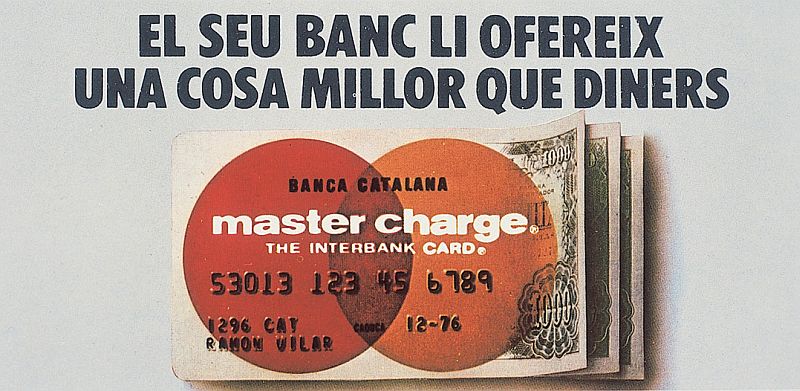 EL SEU BANC LI OFEREIX
UNA COSA MILLOR QUE DINERS
1000
BANCA CATALANA
master charge®
THE INTERBANK CARD®
53013 123 45 6789
1000
1296 CAT CADUCA 12-76
RAMON VILAR